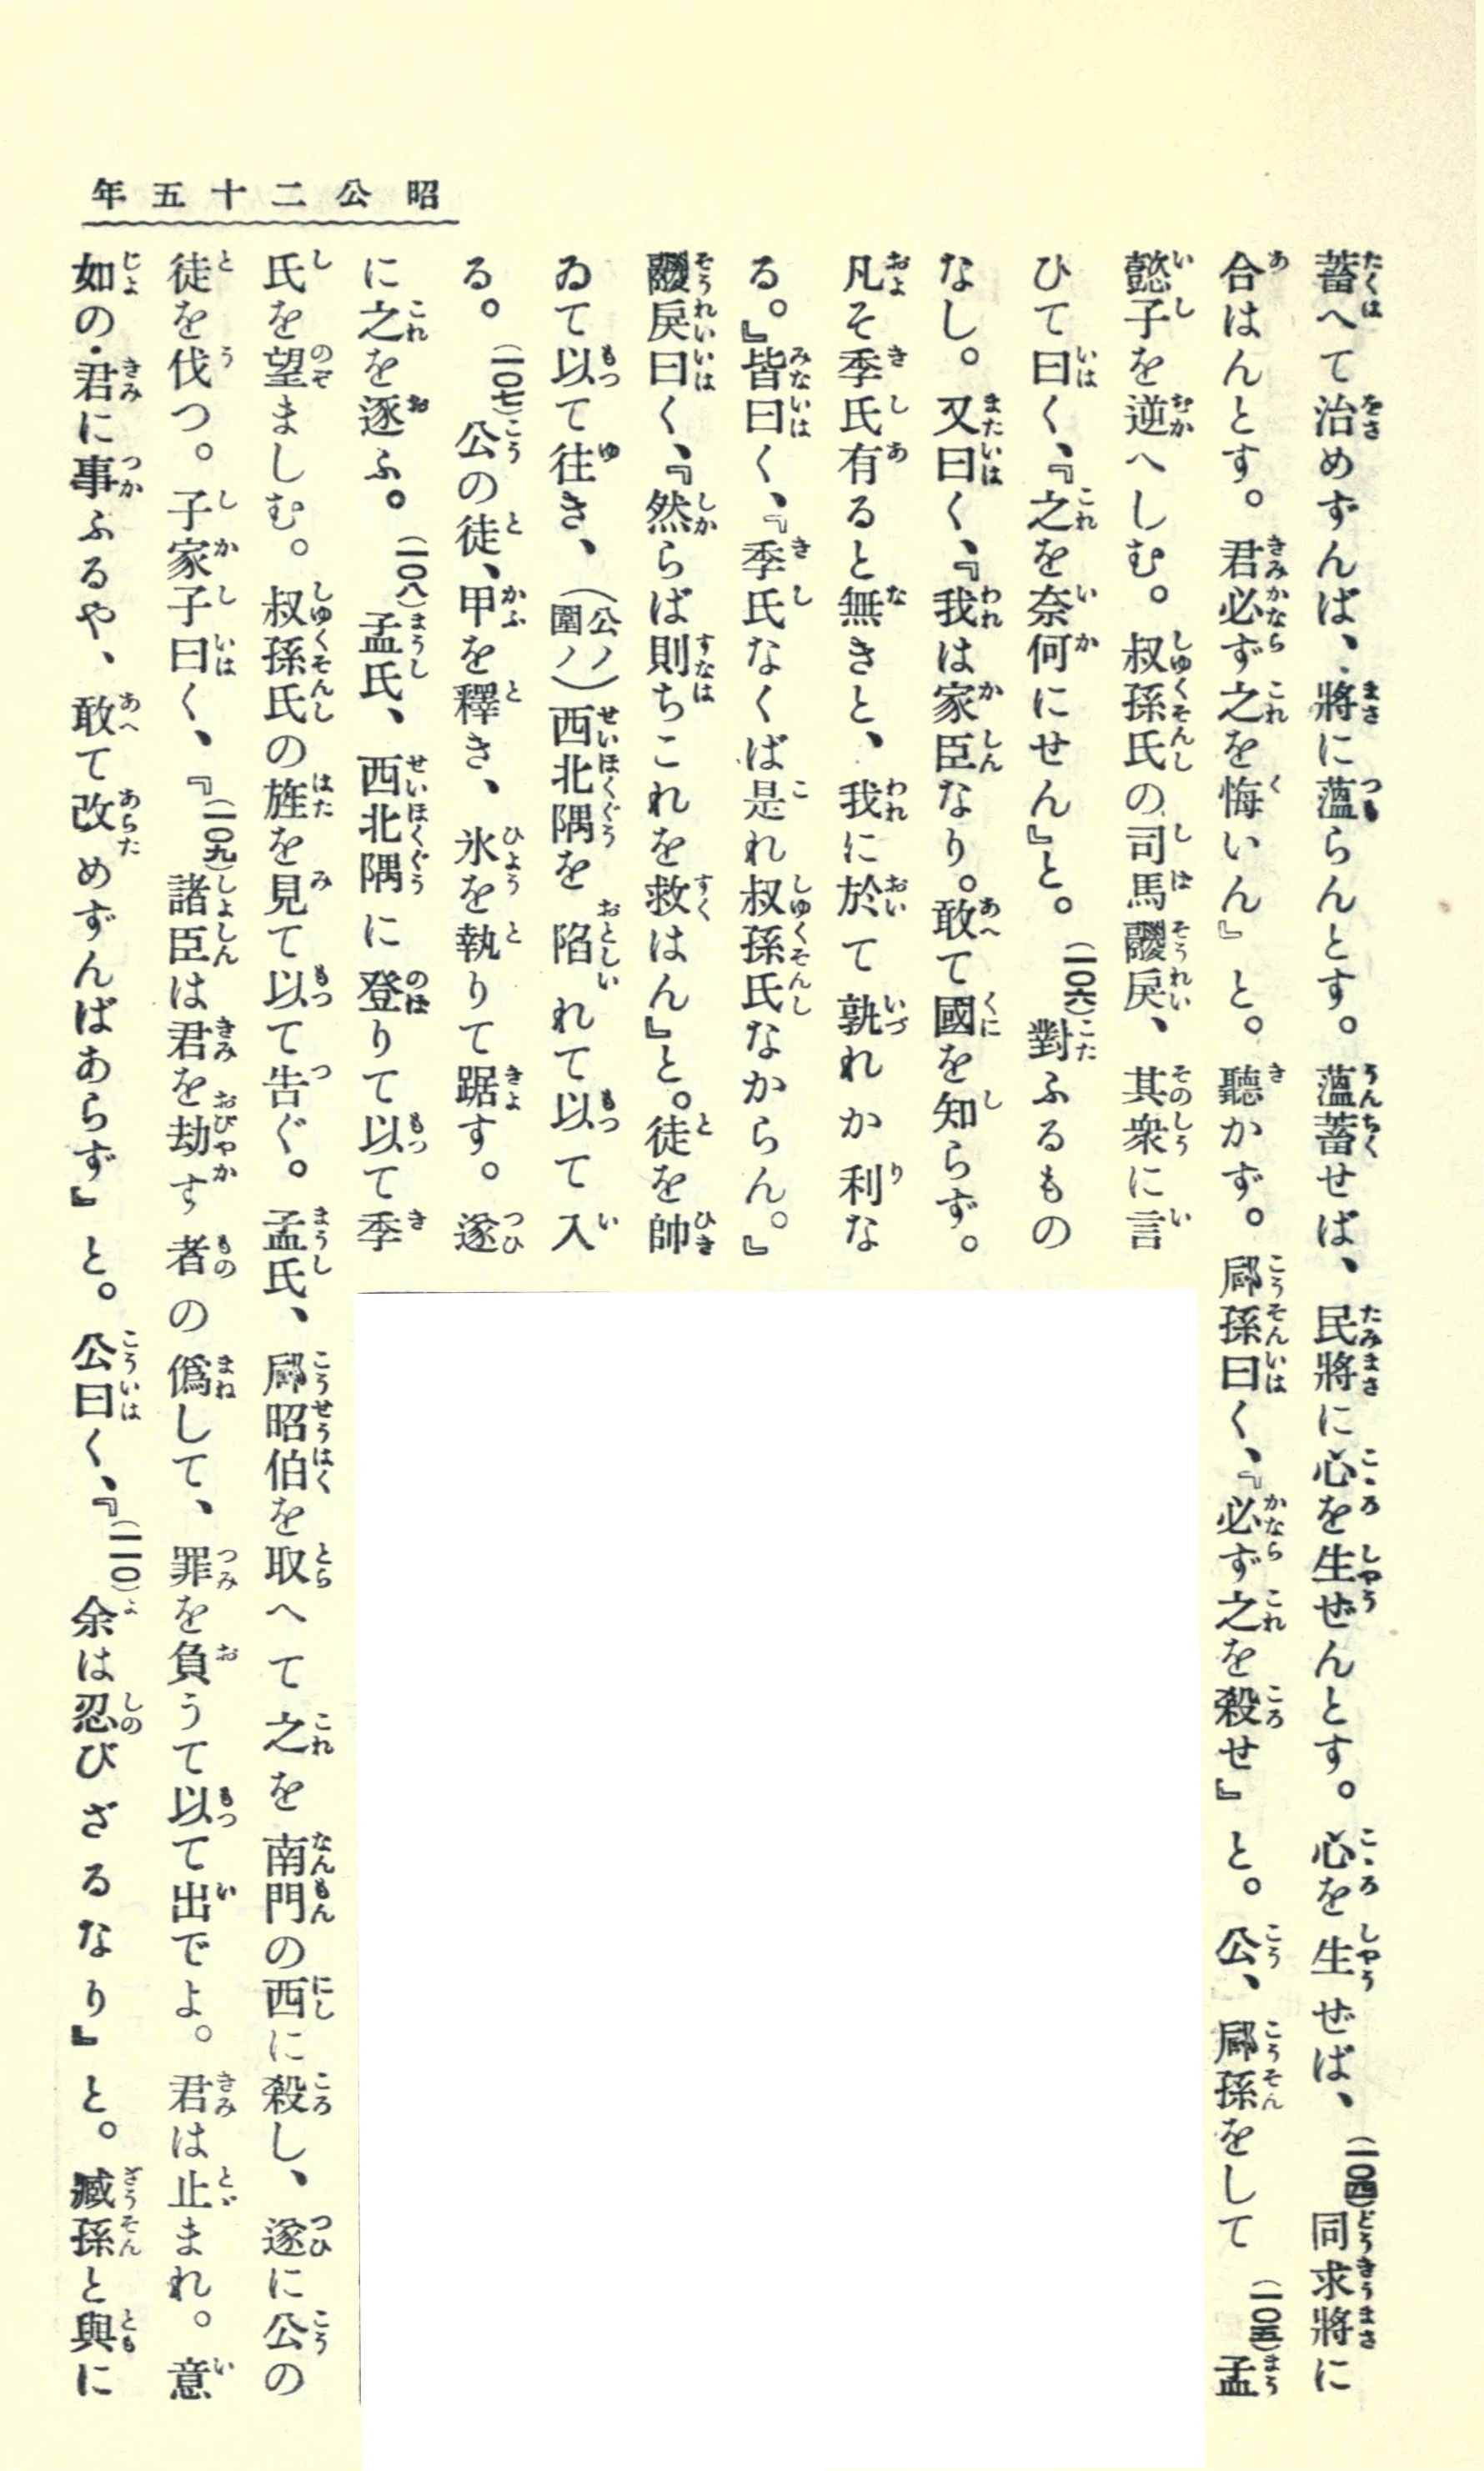 昭公二十五年
蓄へて治めずんば、將に薀らんとす。薀蓄せば、民將に心を生ぜんとす。心を生ぜば、(一〇四)同求將に
合はんとす。君必ず之を悔いん』と。聽かず。郈孫曰く、『必ず之を殺せ』と。公、郈孫をして(一〇五)孟
懿子を逆へしむ。叔孫氏の司馬鬷戾、其衆に言
ひて曰く、『之を奈何にせん』と。(一〇六)對ふるもの
なし。又曰く、『我は家臣なり。敢て國を知らず。
凡そ季氏有ると無きと、我に於て孰れか利な
る。』皆曰く、『季氏なくば是れ叔孫氏なからん。』
鬷戾曰く、『然らば則ちこれを救はん』と。徒を帥
ゐて以て往き、(公ノ圍ノ)西北隅を陷れて以て入
る。(一〇七)公の徒、甲を釋き、氷を執りて踞す。遂
に之を逐ふ。(一〇八)孟氏、西北隅に登りて以て季
氏を望ましむ。叔孫氏の旌を見て以て吿ぐ。孟氏、郈昭伯を取へて之を南門の西に殺し、遂に公の
徒を伐つ。子家子曰く、『(一〇九)諸臣は君を劫す者の僞して、罪を負うて以て出でよ。君は止まれ。意
如の君に事ふるや、敢て改めずんばあらず』と。公曰く、『(一一〇)余は忍びざるなり』と。臧孫と與に